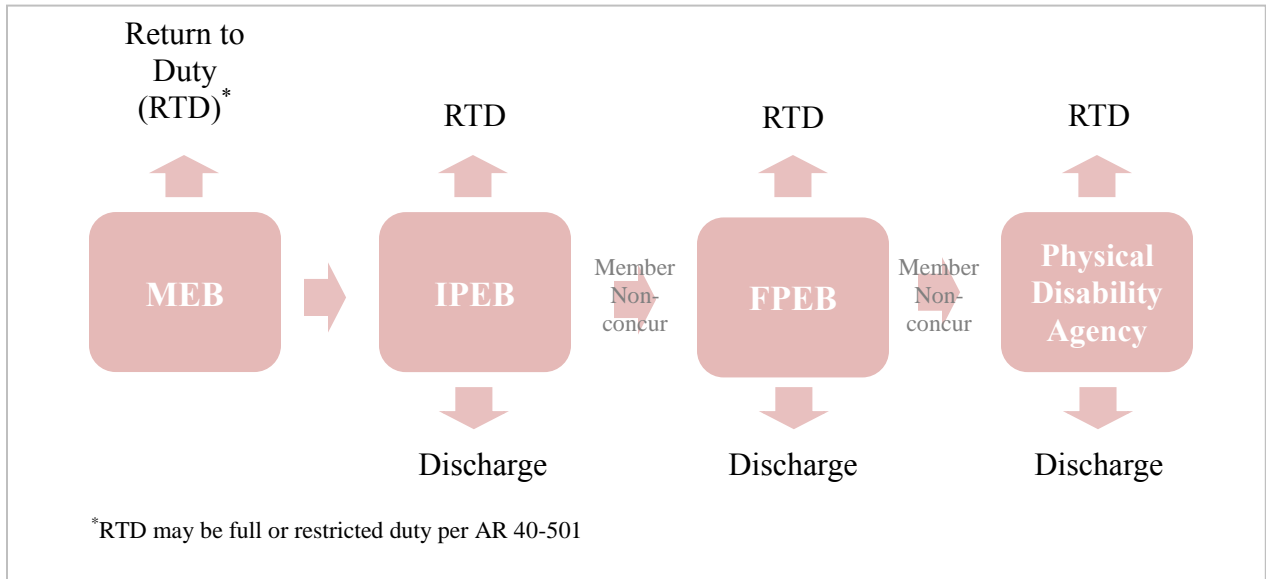 Return to
Duty
(RTD)*
RTD
RTD
RTD
MEB
IPEB
Member
Non-
concur
FPEB
Member
Non-
concur
Physical
Disability
Agency
Discharge
Discharge
Discharge
*RTD may be full or restricted duty per AR 40-501